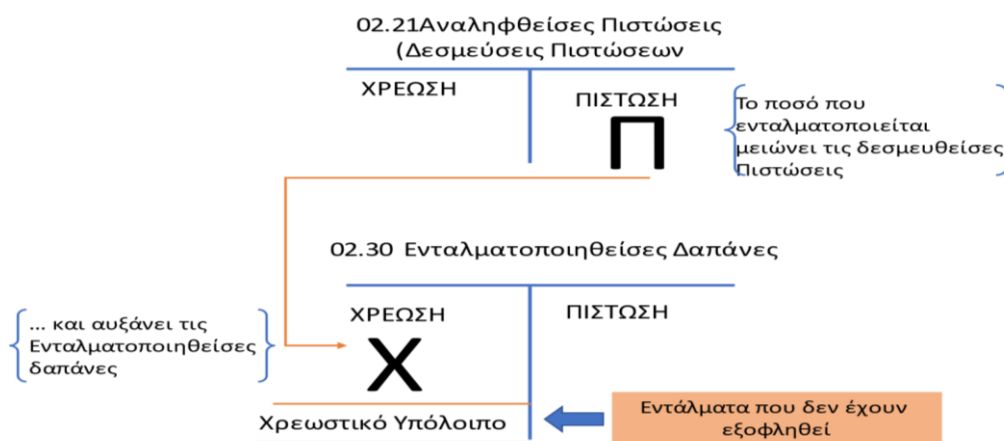 02.21Αναληφθείσες Πιστώσεις
(Δεσμεύσεις Πιστώσεων
ΧΡΕΩΣΗ
ΠΙΣΤΩΣΗ
Π
Το ποσό που
ενταλματοποιείται
μειώνει τις δεσμευθείσες
Πιστώσεις
02.30 Ενταλματοποιηθείσες Δαπάνες
ΧΡΕΩΣΗ
ΠΙΣΤΩΣΗ
... και αυξάνει τις
Ενταλματοποιηθείσες
δαπάνες
Χ
Χρεωστικό Υπόλοιπο
Εντάλματα που δεν έχουν
εξοφληθεί